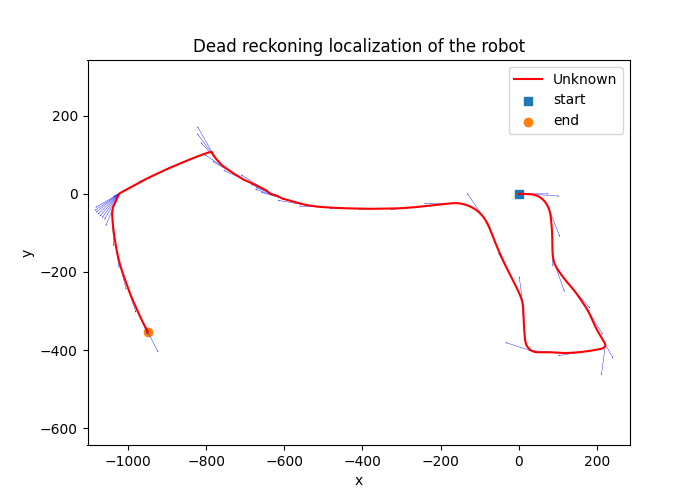 Dead reckoning localization of the robot
Unknown
start
end
200
0
−200
−400
−600
y
−1000
−800
−600
−400
−200
0
200
x